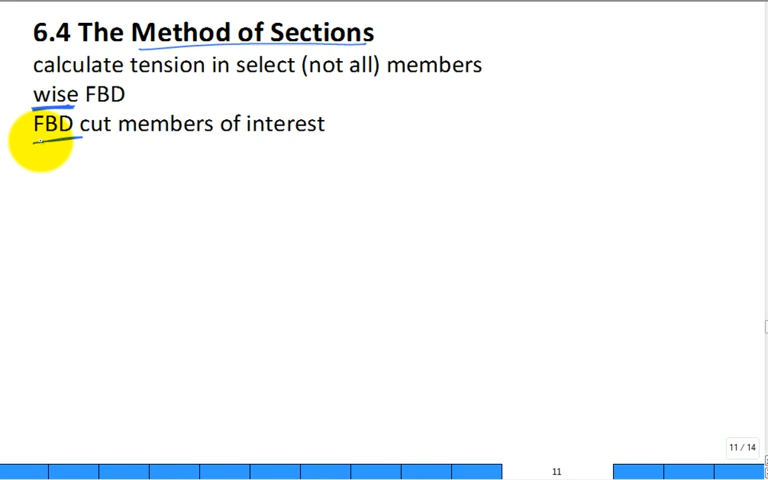 6.4 The Method of Sections
calculate tension in select (not all) members
wise FBD
FBD cut members of interest
11 / 14
11